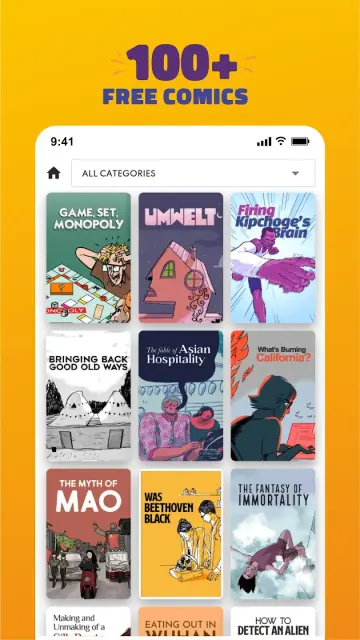 100+
FREE COMICS
9:41
ALL CATEGORIES
GAME, SET,
MONOPOLY
UMWELT
Firing
Kipchoge's
Brain
BRINGING BACK
GOOD OLD WAYS
The fable of Asian
Hospitality
What's Burning
California?
THE MYTH OF
MAO
WAS
BEETHOVEN
BLACK
THE FANTASY OF
IMMORTALITY
Making and
Unmaking of a
EATING OUT IN
WUHAN
HOW TO
DETECT AN ALIEN